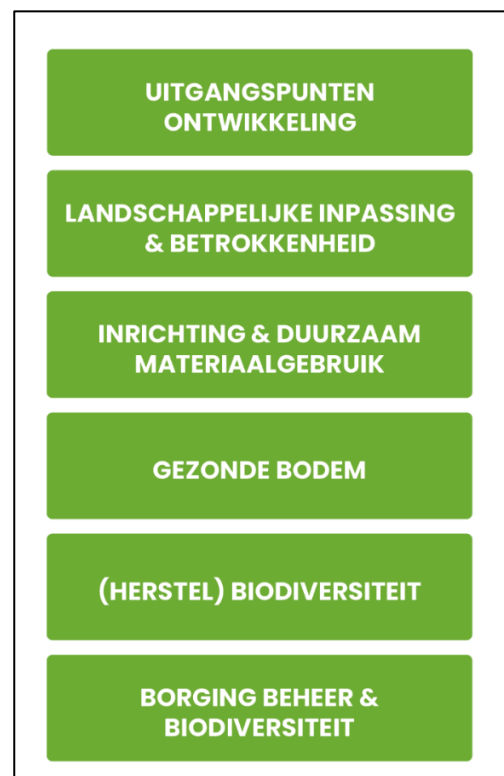 UITGANGSPUNTEN
ONTWIKKELING
LANDSCHAPPELIJKE INPASSING
& BETROKKENHEID
INRICHTING & DUURZAAM
MATERIAALGEBRUIK
GEZONDE BODEM
(HERSTEL) BIODIVERSITEIT
BORGING BEHEER &
BIODIVERSITEIT